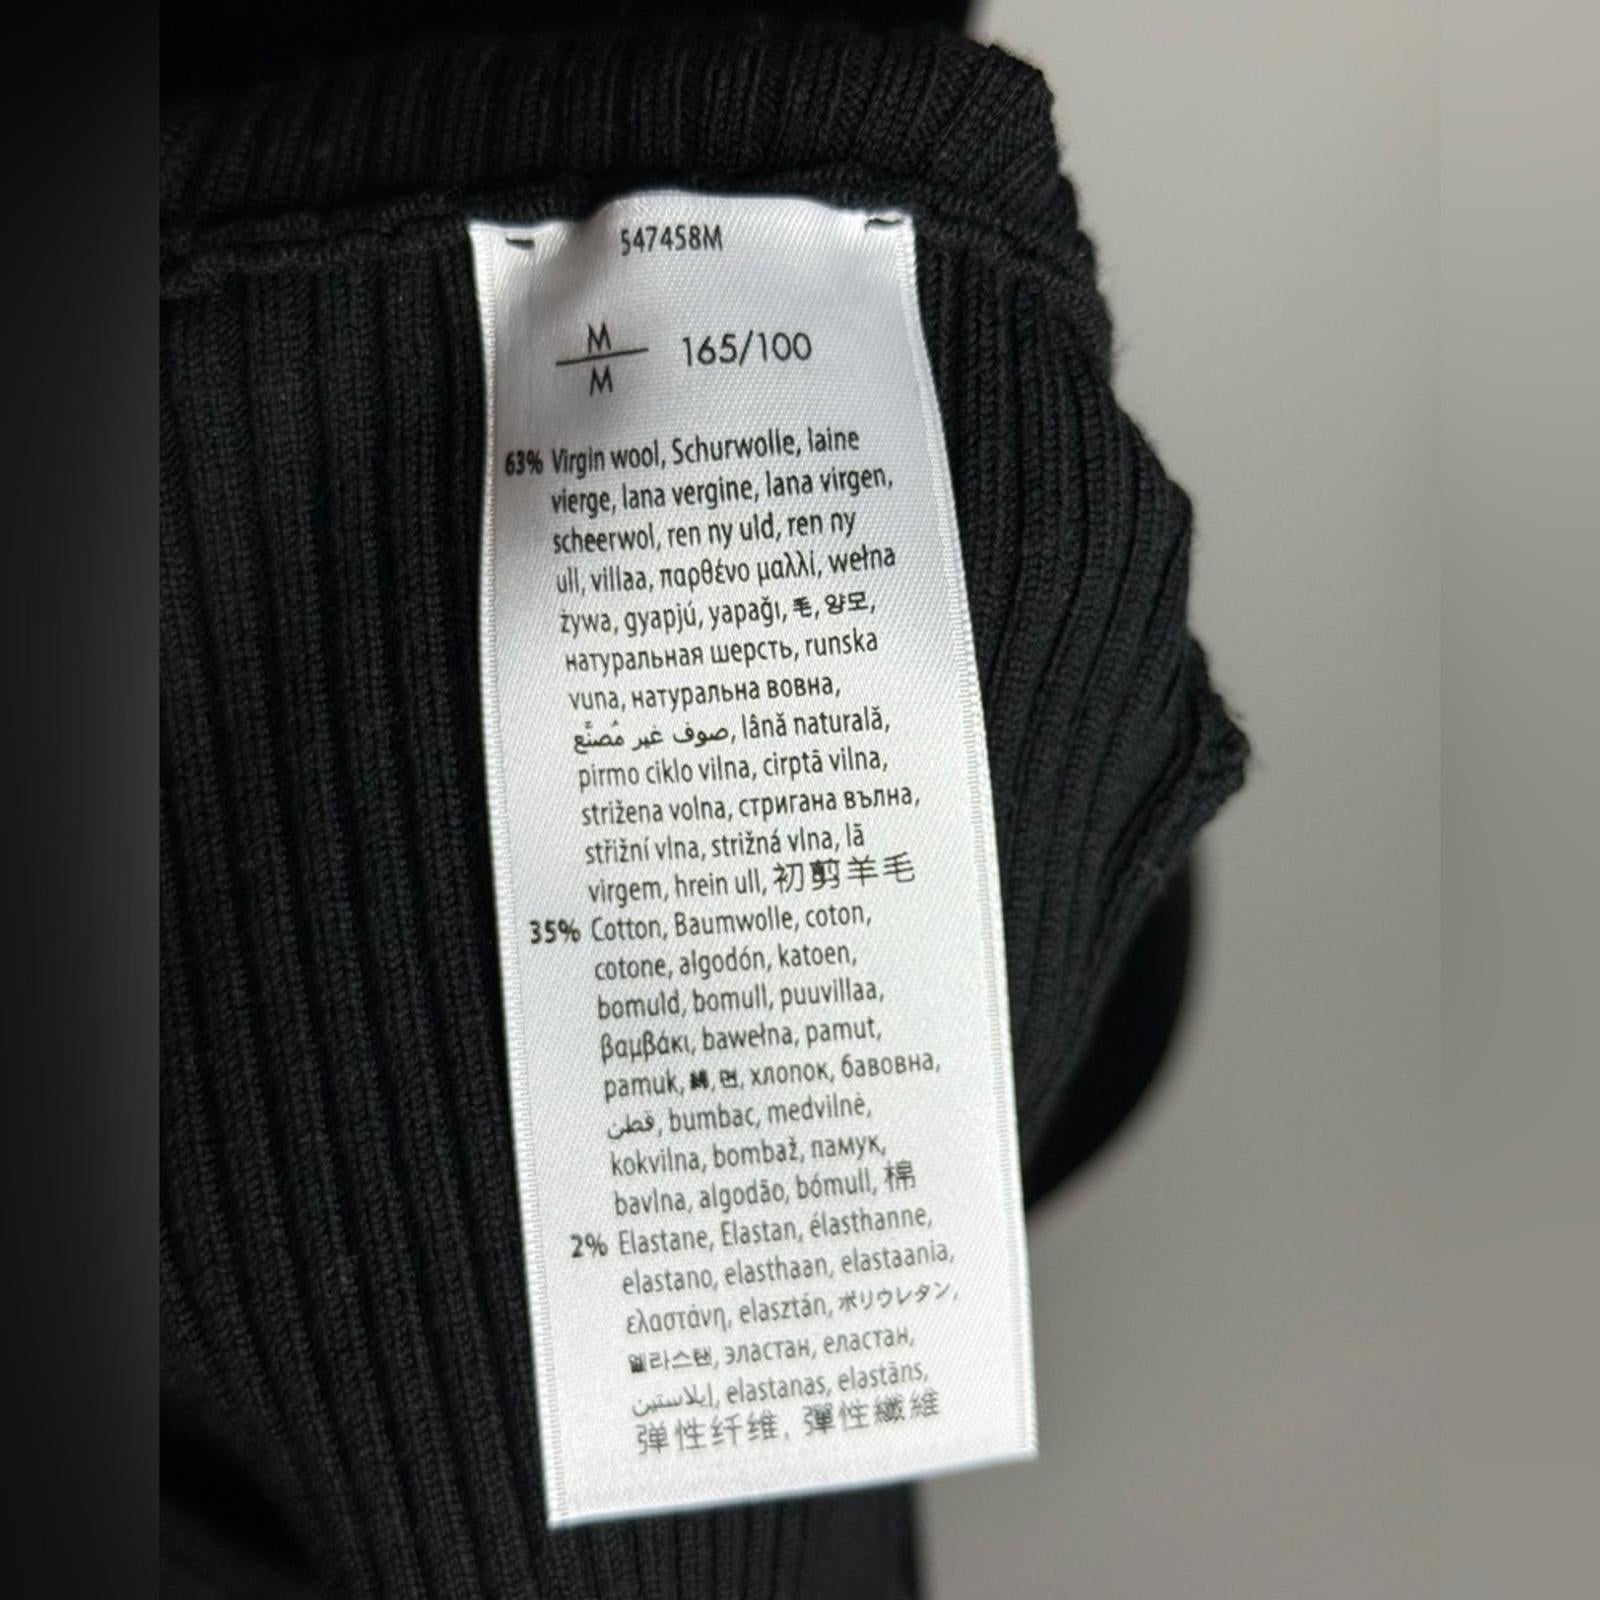 547458M
M
M
165/100
63% Virgin wool, Schurwolle, laine
vierge, lana vergine, lana virgen,
scheerwol, ren ny uld, ren ny
ull, villaa, παρθένο μαλλί, wełna
żywa, gyapjú, yapağı, 毛, 양모,
натуральная шерсть, runska
vuna, натуральна вовна,
صوف غير مُصنَّع, lână naturală,
pirmo ciklo vilna, cirptā vilna,
strižena volna, стригана вълна,
střižní vlna, strižná vlna, lã
virgem, hrein ull, 初剪羊毛
35% Cotton, Baumwolle, coton,
cotone, algodón, katoen,
bomuld, bomull, puuvillaa,
βαμβάκι, bawełna, pamut,
pamuk, 綿, 면, хлопок, бавовна,
قطن, bumbac, medvilnė,
kokvilna, bombaž, памук,
bavlna, algodão, bómull, 棉
2% Elastane, Elastan, élasthanne,
elastano, elasthaan, elastaania,
ελαστάνη, elasztán, ポリウレタン,
엘라스탠, эластан, еластан,
إيلاستين, elastanas, elastāns,
弹性纤维, 彈性纖維